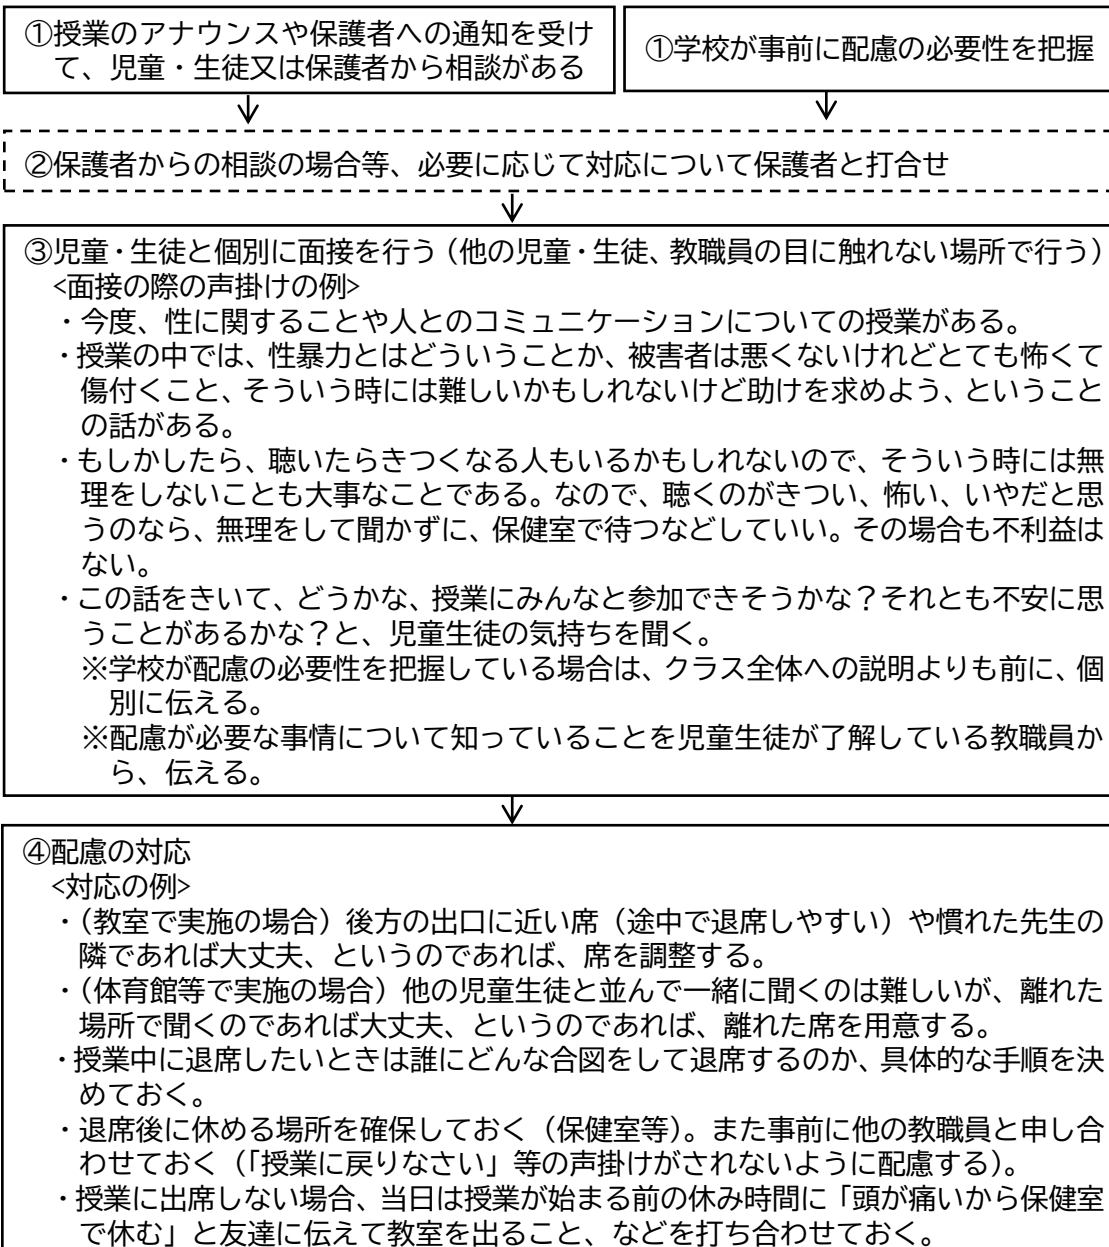 ①授業のアナウンスや保護者への通知を受け
て、児童・生徒又は保護者から相談がある
①学校が事前に配慮の必要性を把握
②保護者からの相談の場合等、必要に応じて対応について保護者と打合せ
③児童・生徒と個別に面接を行う（他の児童・生徒、教職員の目に触れない場所で行う）
<面接の際の声掛けの例>
・今度、性に関することや人とのコミュニケーションについての授業がある。
・授業の中では、性暴力とはどういうことか、被害者は悪くないけれどとても怖くて
傷付くこと、そういう時には難しいかもしれないけど助けを求めよう、ということ
の話がある。
・もしかしたら、聴いたらきつくなる人もいるかもしれないので、そういう時には無
理をしないことも大事なことである。なので、聴くのがきつい、怖い、いやだと思
うのなら、無理をして聞かずに、保健室で待つなどしていい。その場合も不利益は
ない。
・この話をきいて、どうかな、授業にみんなと参加できそうかな？それとも不安に思
うことがあるかな？と、児童生徒の気持ちを聞く。
※学校が配慮の必要性を把握している場合は、クラス全体への説明よりも前に、個
別に伝える。
※配慮が必要な事情について知っていることを児童生徒が了解している教職員か
ら、伝える。
④配慮の対応
<対応の例>
・（教室で実施の場合）後方の出口に近い席（途中で退席しやすい）や慣れた先生の
隣であれば大丈夫、というのであれば、席を調整する。
・（体育館等で実施の場合）他の児童生徒と並んで一緒に聞くのは難しいが、離れた
場所で聞くのであれば大丈夫、というのであれば、離れた席を用意する。
・授業中に退席したいときは誰にどんな合図をして退席するのか、具体的な手順を決
めておく。
・退席後に休める場所を確保しておく（保健室等）。また事前に他の教職員と申し合
わせておく（「授業に戻りなさい」等の声掛けがされないように配慮する）。
・授業に出席しない場合、当日は授業が始まる前の休み時間に「頭が痛いから保健室
で休む」と友達に伝えて教室を出ること、などを打ち合わせておく。